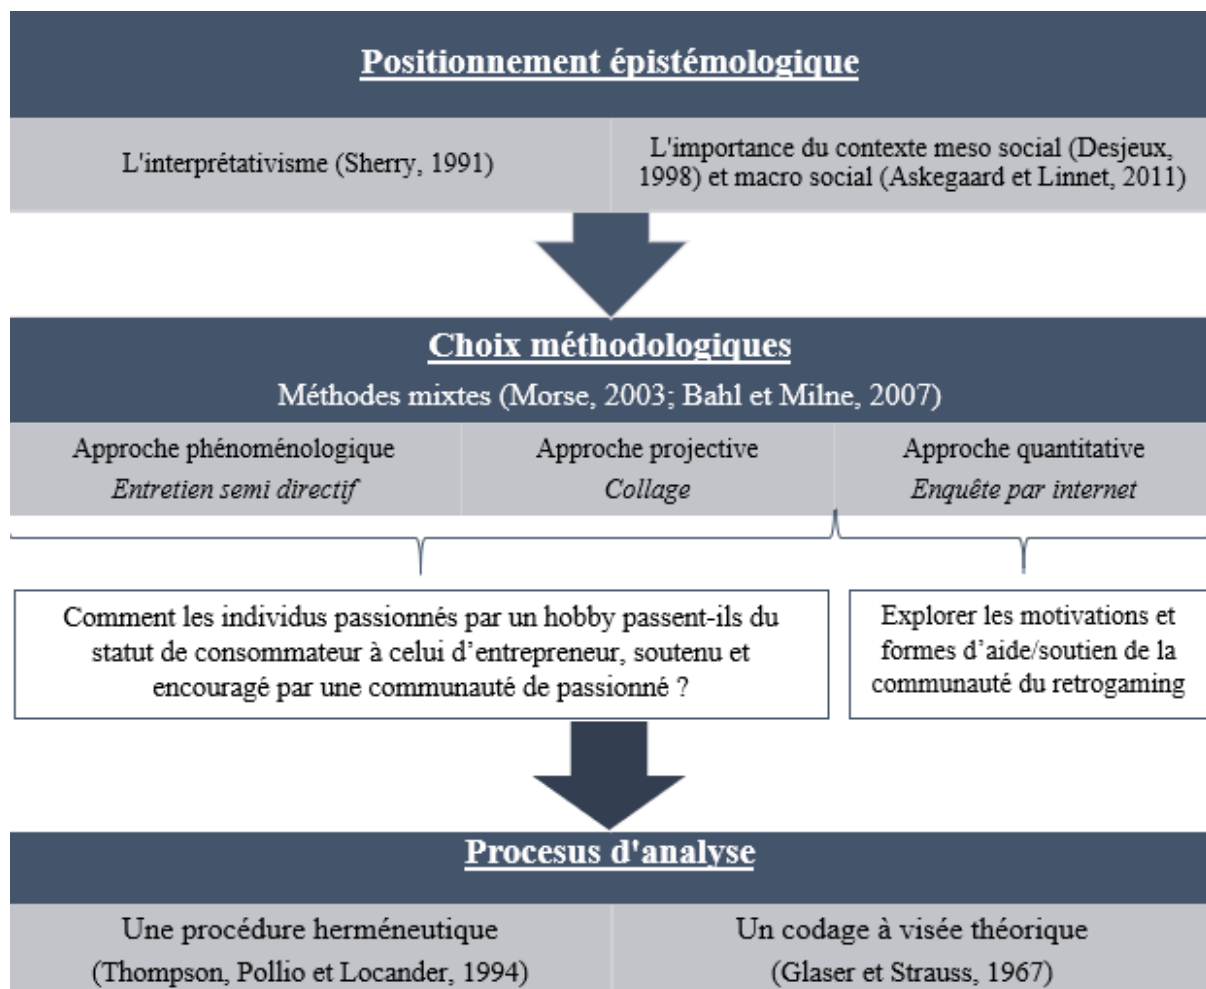 Positionnement épistémologique
L'interprétativisme (Sherry, 1991)
L'importance du contexte meso social (Desjeux,
1998) et macro social (Askegaard et Linnet, 2011)
Choix méthodologiques
Méthodes mixtes (Morse, 2003; Bahl et Milne, 2007)
Approche phénoménologique
Entretien semi directif
Approche projective
Collage
Approche quantitative
Enquête par internet
Comment les individus passionnés par un hobby passent-ils du
statut de consommateur à celui d’entrepreneur, soutenu et
encouragé par une communauté de passionné ?
Explorer les motivations et
formes d’aide/soutien de la
communauté du retrogaming
Procesus d'analyse
Une procédure herméneutique
(Thompson, Pollio et Locander, 1994)
Un codage à visée théorique
(Glaser et Strauss, 1967)